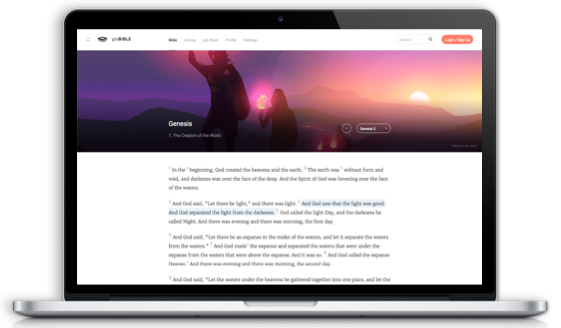 gloBIBLE Bible Library glo Store Profile Settings Search Login / Sign Up
Genesis
1. The Creation of the World
Genesis 1
1 In the beginning, God created the heavens and the earth. 2 The earth was without form and
void, and darkness was over the face of the deep. And the Spirit of God was hovering over the face
of the waters.
3 And God said, "Let there be light," and there was light. 4 And God saw that the light was good.
And God separated the light from the darkness. 5 God called the light Day, and the darkness he
called Night. And there was evening and there was morning, the first day.
6 And God said, "Let there be an expanse in the midst of the waters, and let it separate the waters
from the waters." 7 And God made the expanse and separated the waters that were under the
expanse from the waters that were above the expanse. And it was so. 8 And God called the expanse
Heaven. And there was evening and there was morning, the second day.
9 And God said, "Let the waters under the heavens be gathered together into one place, and let the